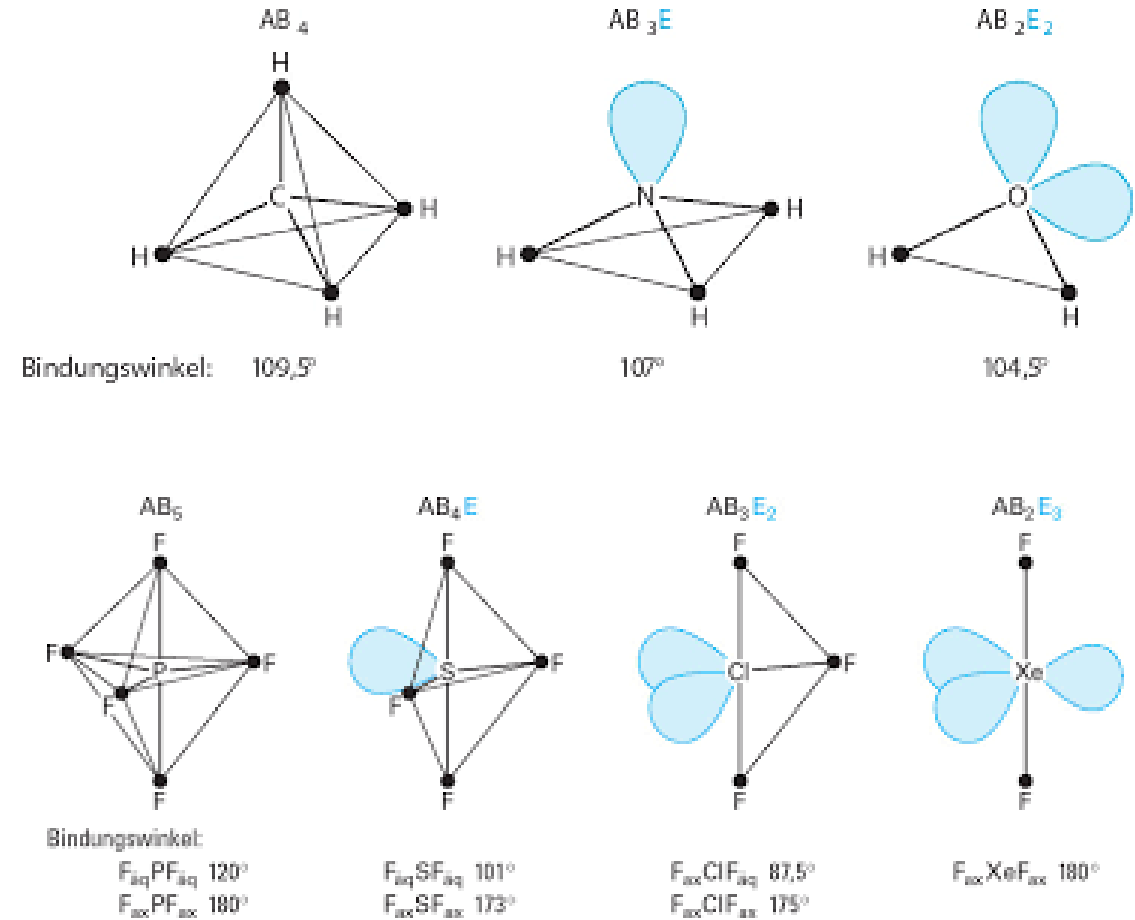 AB₄ AB₃E AB₂E₂
H
C H N H O
H H H
H H H
Bindungswinkel: 109,5° 107° 104,5°
AB₅ AB₄E AB₃E₂ AB₂E₃
F F F F
F P F S F Cl F Xe
F F
F F F F
Bindungswinkel:
FäqPFäq 120° FäqSFäq 101° FaxClFäq 87,5° FaxXeFax 180°
FaxPFax 180° FaxSFax 173° FaxClFax 175°